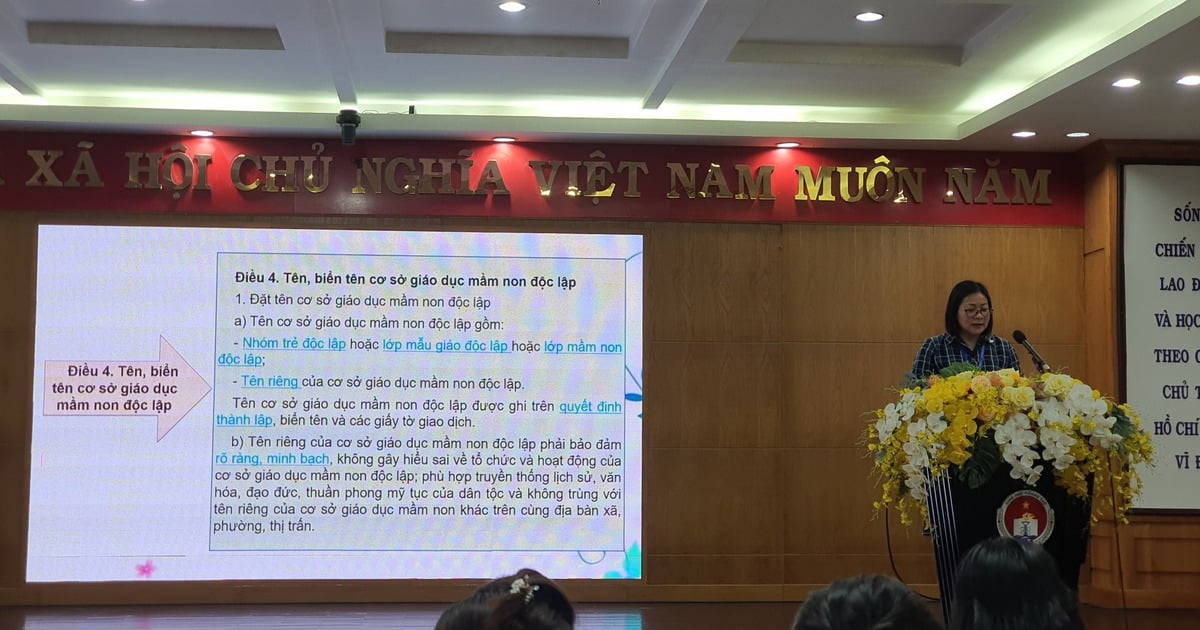 XÃ HỘI CHỦ NGHĨA VIỆT NAM MUÔN NĂM
Điều 4. Tên, biển
tên cơ sở giáo dục
mầm non độc lập
Điều 4. Tên, biển tên cơ sở giáo dục mầm non độc lập
1. Đặt tên cơ sở giáo dục mầm non độc lập
a) Tên cơ sở giáo dục mầm non độc lập gồm:
- Nhóm trẻ độc lập hoặc lớp mẫu giáo độc lập hoặc lớp mầm non
độc lập;
- Tên riêng của cơ sở giáo dục mầm non độc lập.
Tên cơ sở giáo dục mầm non độc lập được ghi trên quyết định
thành lập, biển tên và các giấy tờ giao dịch.
b) Tên riêng của cơ sở giáo dục mầm non độc lập phải bảo đảm
rõ ràng, minh bạch, không gây hiểu sai về tổ chức và hoạt động của
cơ sở giáo dục mầm non độc lập; phù hợp truyền thống lịch sử, văn
hóa, đạo đức, thuần phong mỹ tục của dân tộc và không trùng với
tên riêng của cơ sở giáo dục mầm non khác trên cùng địa bàn xã,
phường, thị trấn.
SỐN
CHIẾN
LAO Đ
VÀ HỌC
THEO
CHỦ T
HỒ CHÍ
VĨ Đ